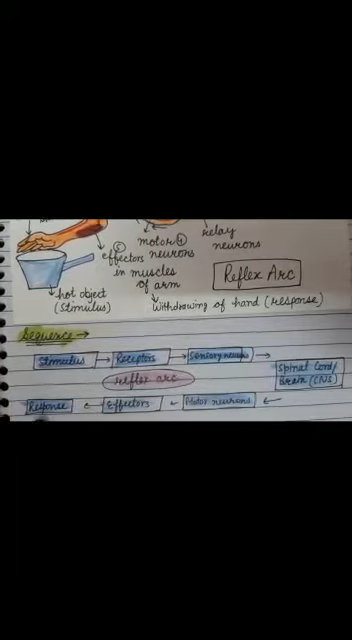 relay
neurons
motor d
neurons
c
effectors
in muscles
of arm
Reflex Arc
hot object
(Stimulus)
Withdrawing of hand (response)
Sequence →
Stimulus → Receptors → Sensory neurons →
Spinal Cord/
Brain (CNS)
reflex arc
Response ← Effectors ← Motor neurons ←